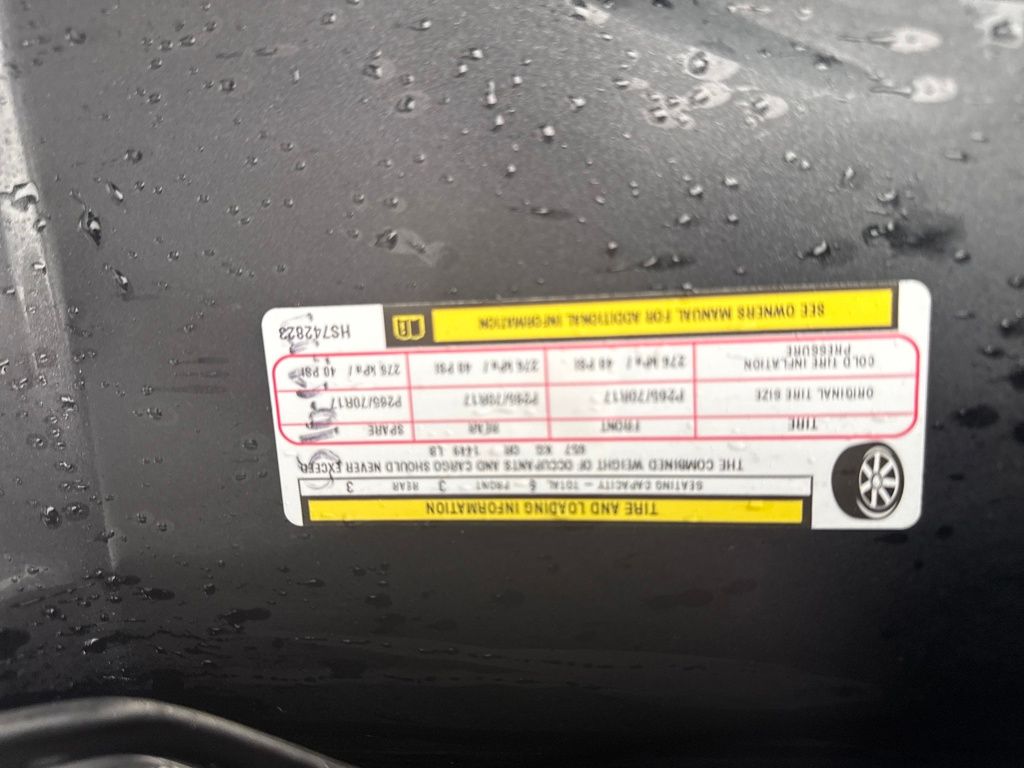 TIRE AND LOADING INFORMATION
SEATING CAPACITY – TOTAL 6 FRONT 3 REAR 3
THE COMBINED WEIGHT OF OCCUPANTS AND CARGO SHOULD NEVER EXCEED
657 KG OR 1449 LB
TIRE FRONT REAR SPARE
ORIGINAL TIRE SIZE P265/70R17 P265/70R17 P265/70R17
COLD TIRE INFLATION PRESSURE 275 kPa / 40 PSI 275 kPa / 40 PSI 275 kPa / 40 PSI
SEE OWNERS MANUAL FOR ADDITIONAL INFORMATION
HS742823